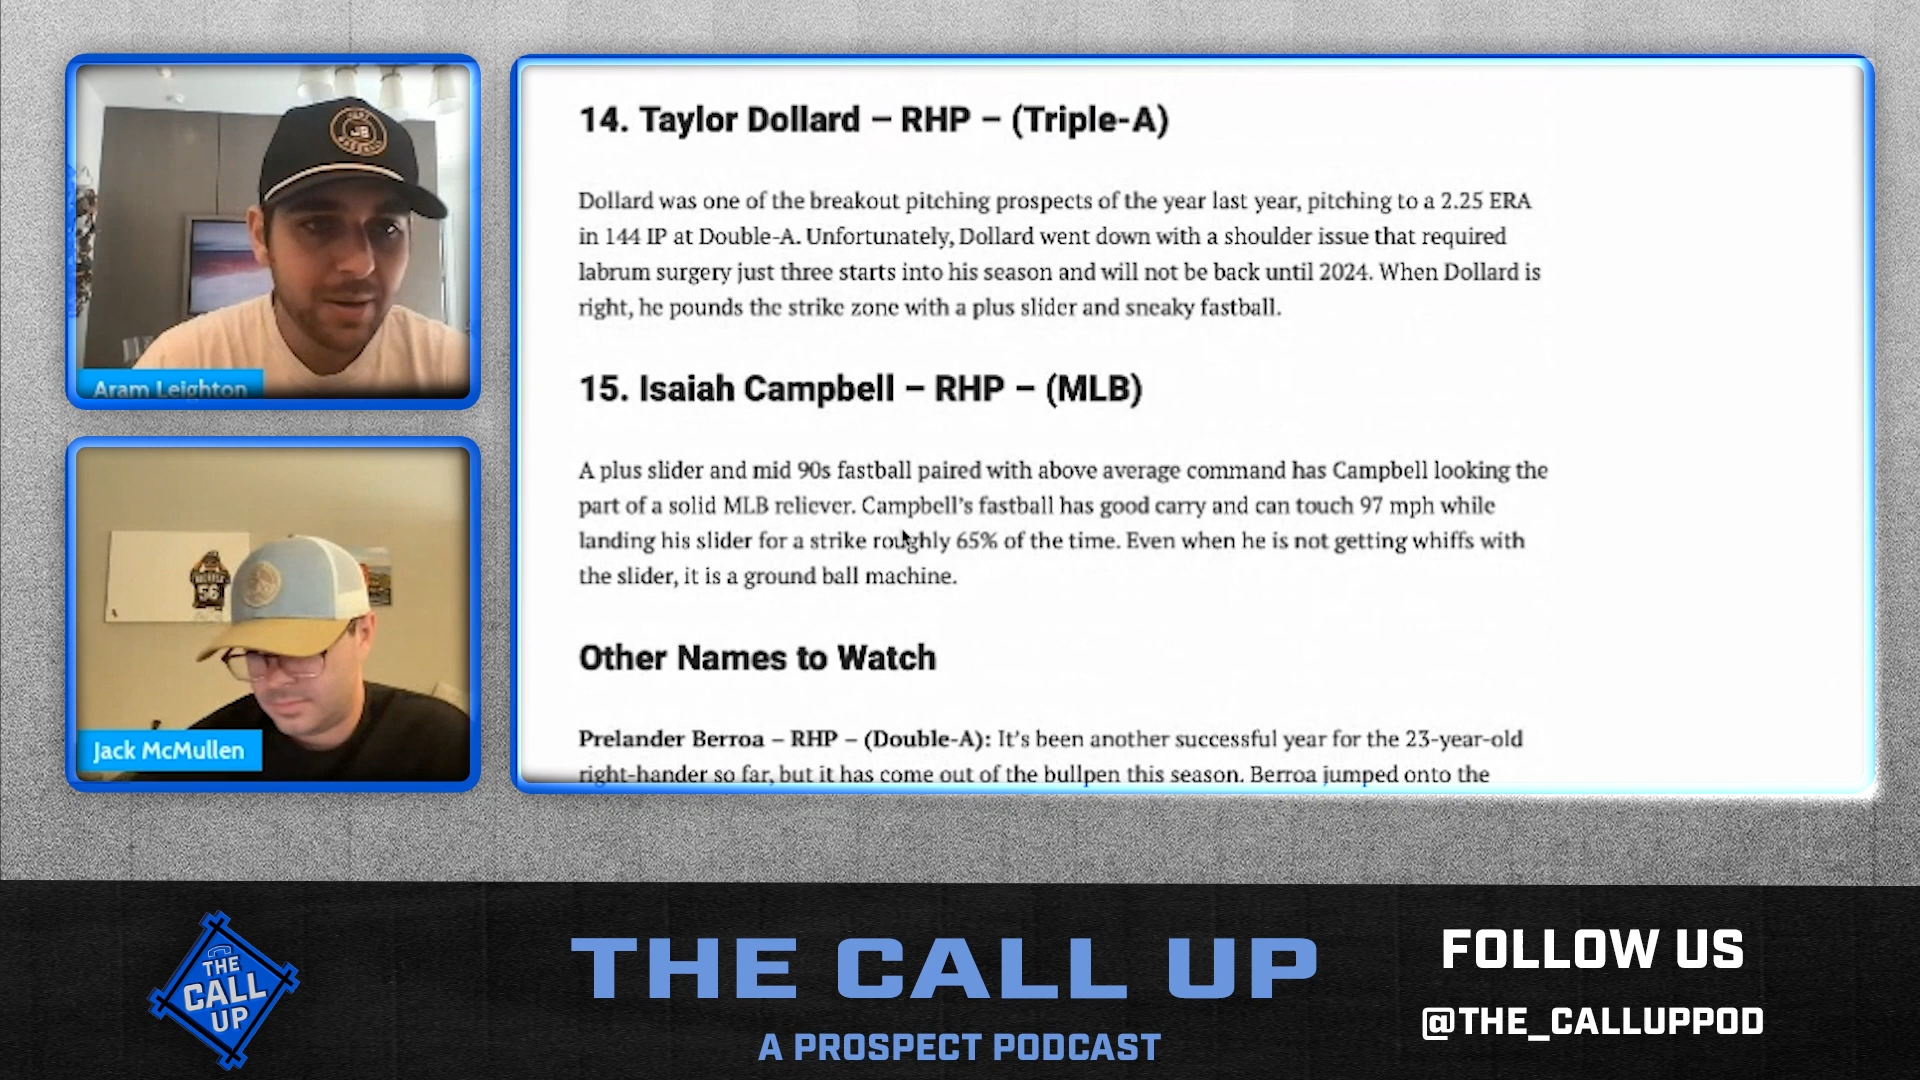 JB
Aram Leighton
56
Jack McMullen
14. Taylor Dollard – RHP – (Triple-A)
Dollard was one of the breakout pitching prospects of the year last year, pitching to a 2.25 ERA
in 144 IP at Double-A. Unfortunately, Dollard went down with a shoulder issue that required
labrum surgery just three starts into his season and will not be back until 2024. When Dollard is
right, he pounds the strike zone with a plus slider and sneaky fastball.
15. Isaiah Campbell – RHP – (MLB)
A plus slider and mid 90s fastball paired with above average command has Campbell looking the
part of a solid MLB reliever. Campbell’s fastball has good carry and can touch 97 mph while
landing his slider for a strike roughly 65% of the time. Even when he is not getting whiffs with
the slider, it is a ground ball machine.
Other Names to Watch
Prelander Berroa – RHP – (Double-A): It’s been another successful year for the 23-year-old
right-hander so far, but it has come out of the bullpen this season. Berroa jumped onto the
THE
CALL
UP
THE CALL UP
A PROSPECT PODCAST
FOLLOW US
@THE_CALLUPPOD